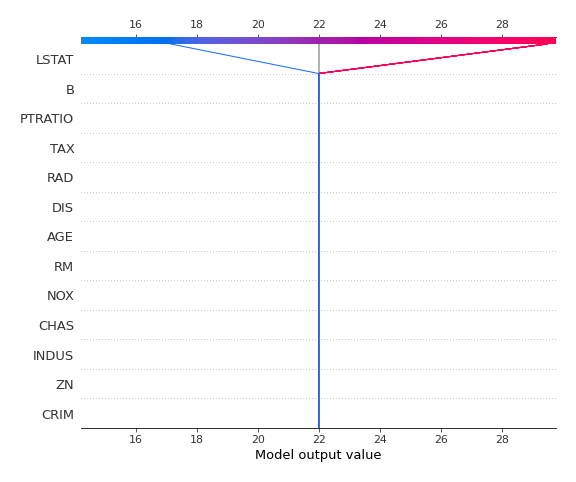 16 18 20 22 24 26 28
LSTAT
B
PTRATIO
TAX
RAD
DIS
AGE
RM
NOX
CHAS
INDUS
ZN
CRIM
16 18 20 22 24 26 28
Model output value